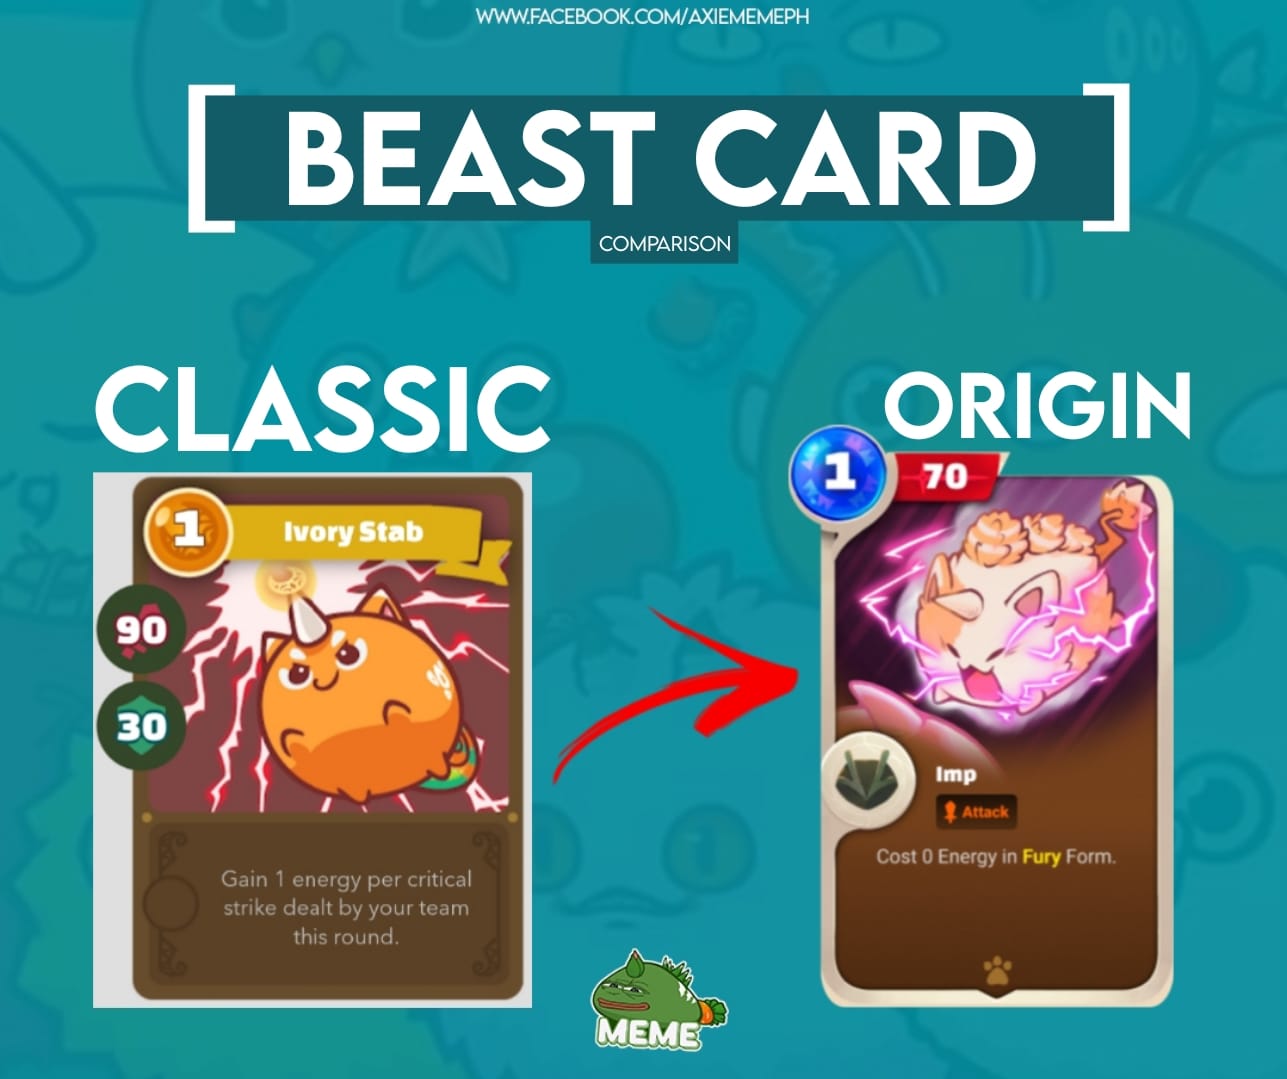 WWW.FACEBOOK.COM/AXIEMEMEPH
BEAST CARD
COMPARISON
CLASSIC
1
Ivory Stab
90
30
Gain 1 energy per critical
strike dealt by your team
this round.
ORIGIN
1
70
Imp
Attack
Cost 0 Energy in Fury Form.
MEME